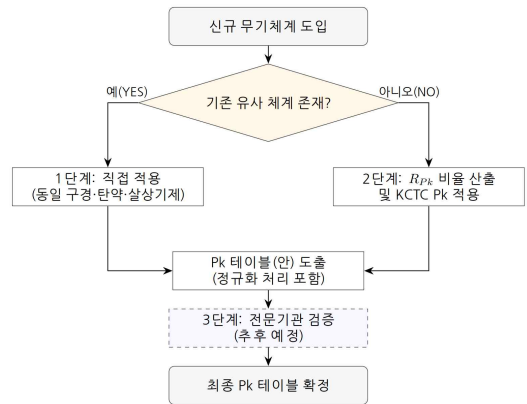 신규 무기체계 도입
예(YES)
아니오(NO)
기존 유사 체계 존재?
1단계: 직접 적용
(동일 구경·탄약·살상기제)
2단계: R_{Pk} 비율 산출
및 KCTC Pk 적용
Pk 테이블(안) 도출
(정규화 처리 포함)
3단계: 전문기관 검증
(추후 예정)
최종 Pk 테이블 확정